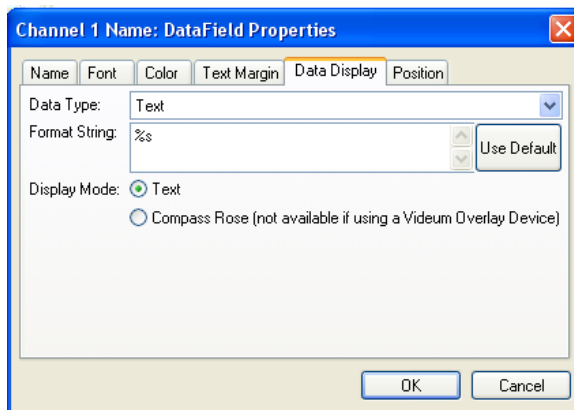 Channel 1 Name: DataField Properties
Name Font Color Text Margin Data Display Position
Data Type: Text
Format String: %s Use Default
Display Mode: Text
Compass Rose (not available if using a Videum Overlay Device)
OK Cancel